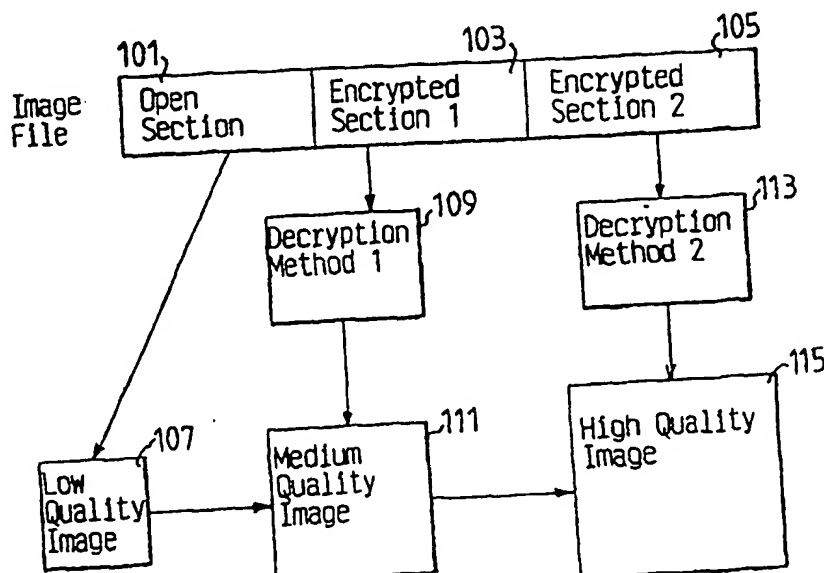 101
103
105
Image
File
Open
Section
Encrypted
Section 1
Encrypted
Section 2
109
113
Decryption
Method 1
Decryption
Method 2
107
111
115
Low
Quality
Image
Medium
Quality
Image
High Quality
Image